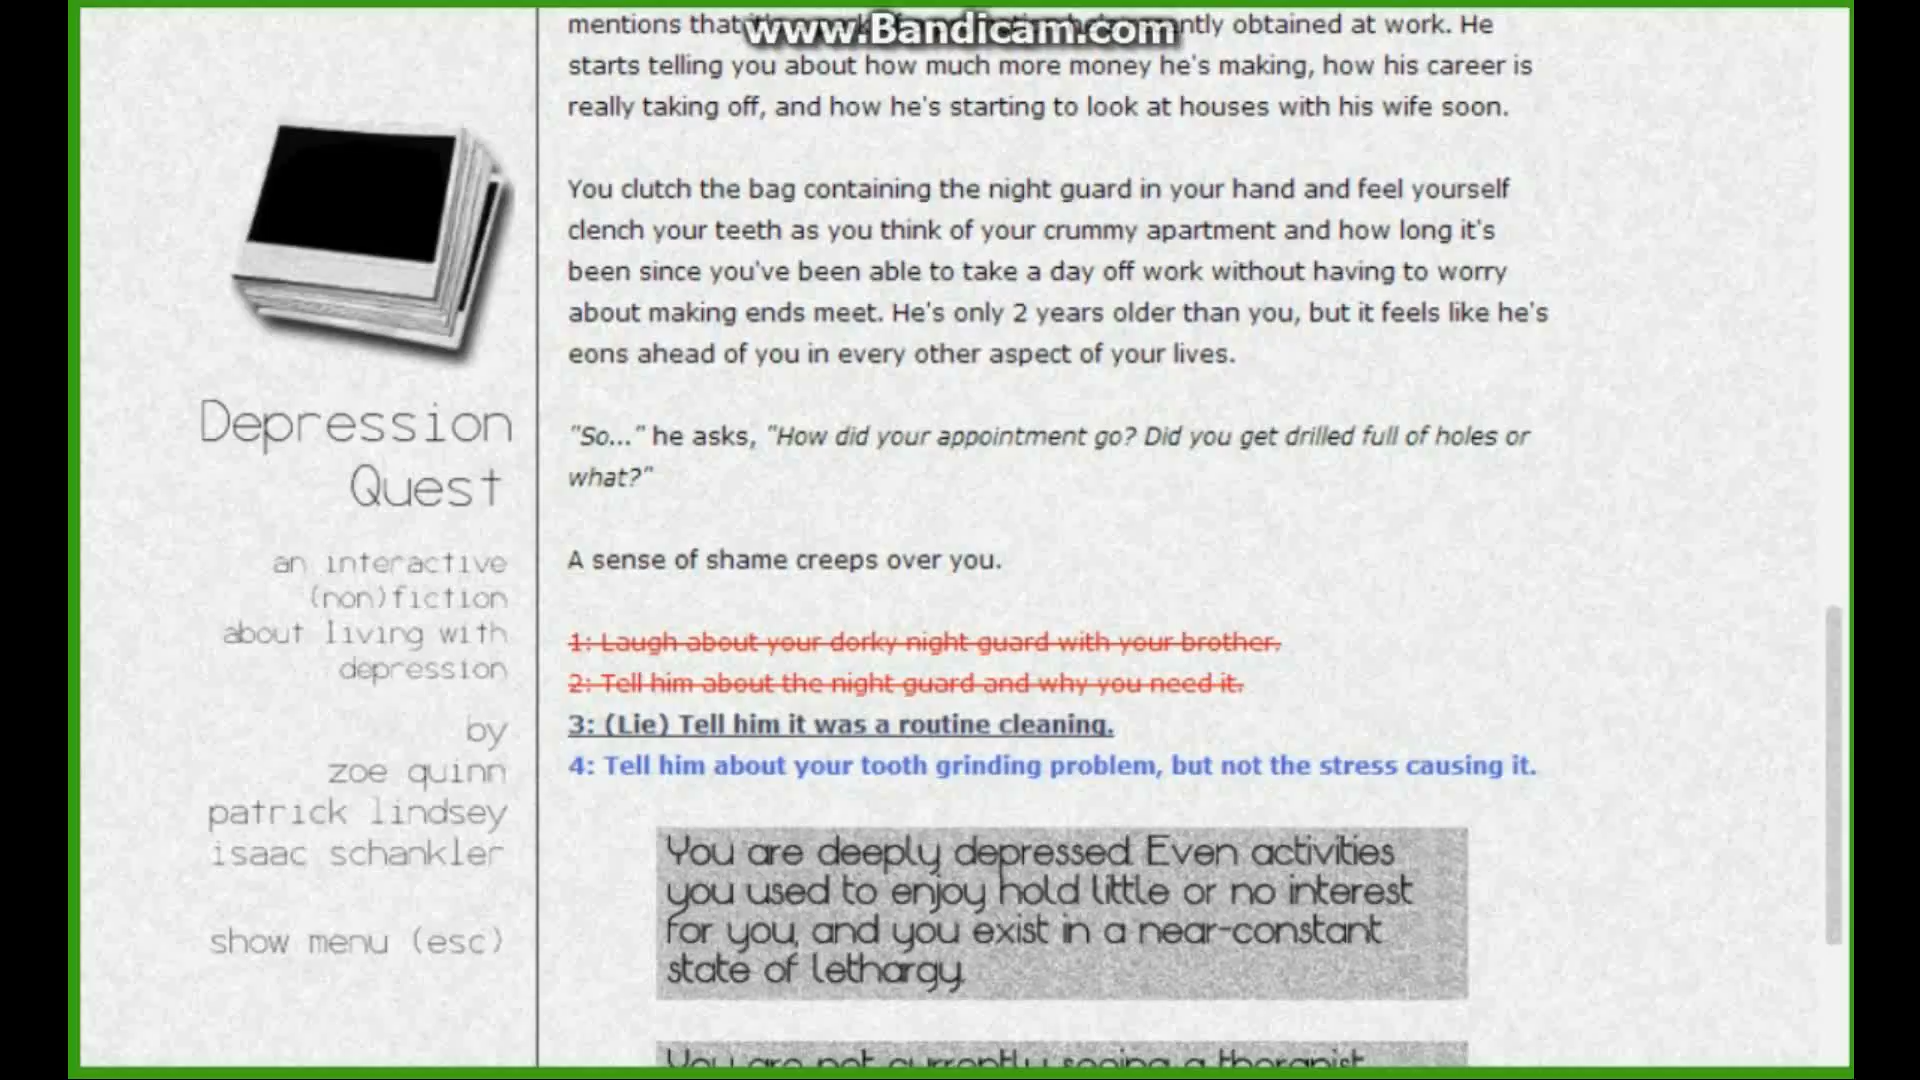 www.Bandicam.com
mentions that ntly obtained at work. He
starts telling you about how much more money he's making, how his career is
really taking off, and how he's starting to look at houses with his wife soon.
You clutch the bag containing the night guard in your hand and feel yourself
clench your teeth as you think of your crummy apartment and how long it's
been since you've been able to take a day off work without having to worry
about making ends meet. He's only 2 years older than you, but it feels like he's
eons ahead of you in every other aspect of your lives.
"So..." he asks, "How did your appointment go? Did you get drilled full of holes or
what?"
A sense of shame creeps over you.
1: Laugh about your dorky night guard with your brother.
2: Tell him about the night guard and why you need it.
3: (Lie) Tell him it was a routine cleaning.
4: Tell him about your tooth grinding problem, but not the stress causing it.
You are deeply depressed. Even activities
you used to enjoy hold little or no interest
for you, and you exist in a near-constant
state of lethargy.
You are not currently seeing a therapist
Depression
Quest
an interactive
(non)fiction
about living with
depression
by
zoe quinn
patrick lindsey
isaac schankler
show menu (esc)